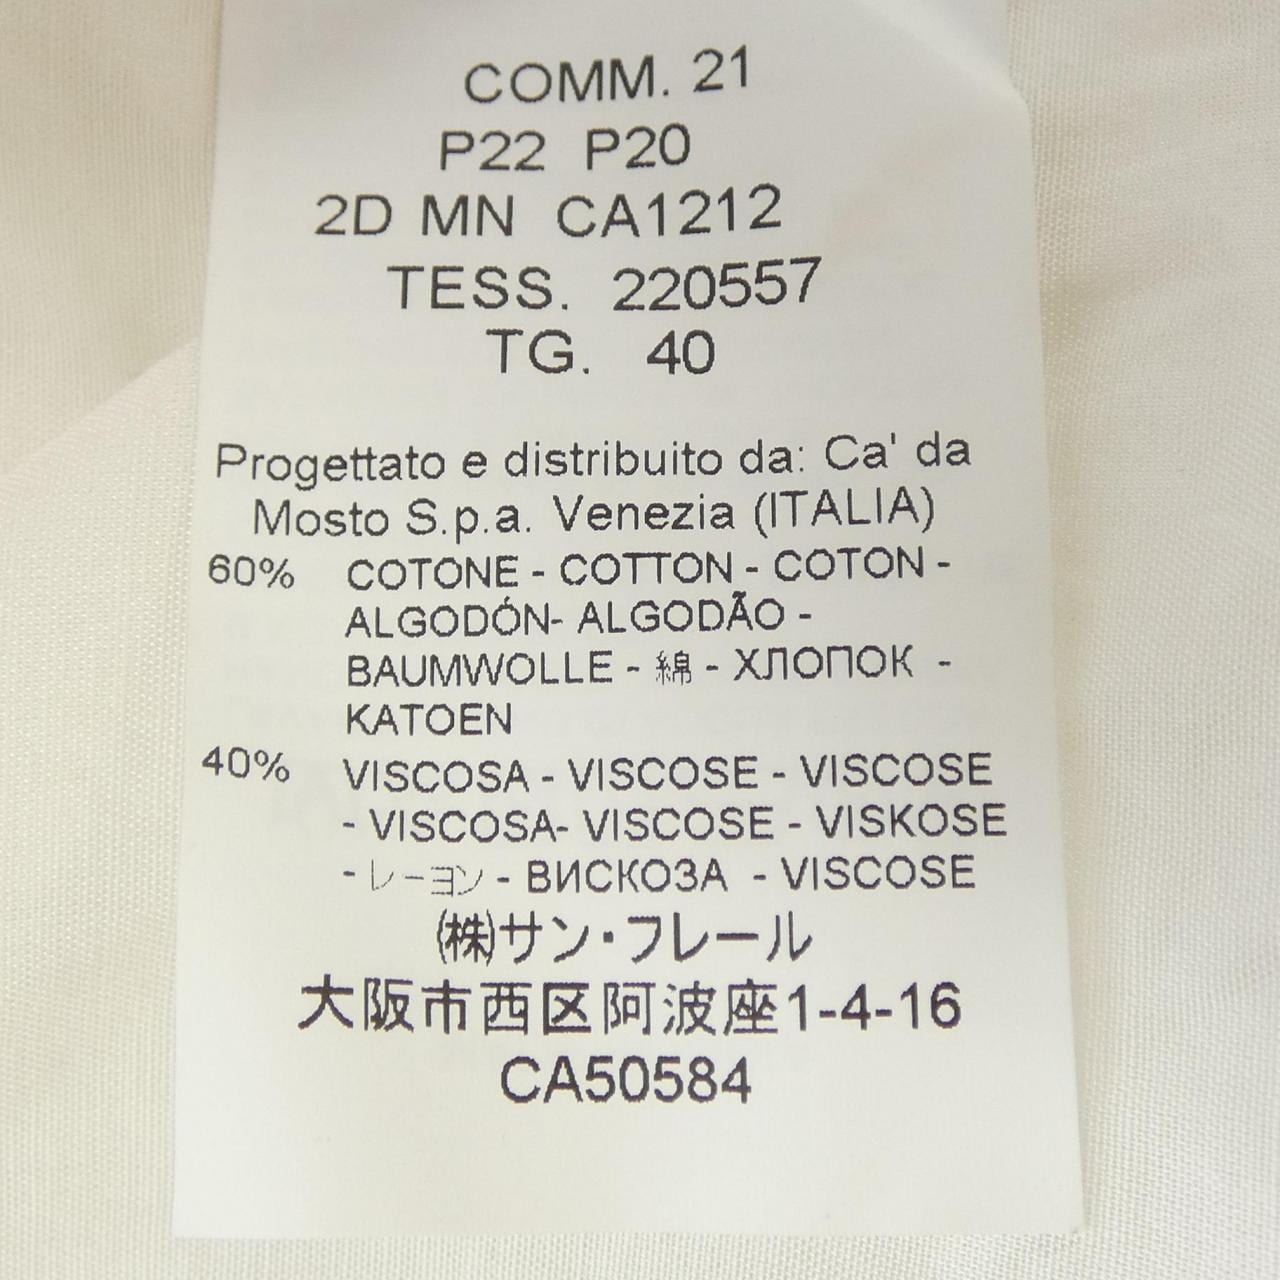 COMM. 21
P22 P20
2D MN CA1212
TESS. 220557
TG. 40
Progettato e distribuito da: Ca' da
Mosto S.p.a. Venezia (ITALIA)
60% COTONE - COTTON - COTON -
ALGODÓN- ALGODÃO -
BAUMWOLLE - 綿 - ХЛОПОК -
KATOEN
40% VISCOSA - VISCOSE - VISCOSE
- VISCOSA- VISCOSE - VISKOSE
- レーヨン - ВИСКОЗА - VISCOSE
(株)サン・フレール
大阪市西区阿波座1-4-16
CA50584